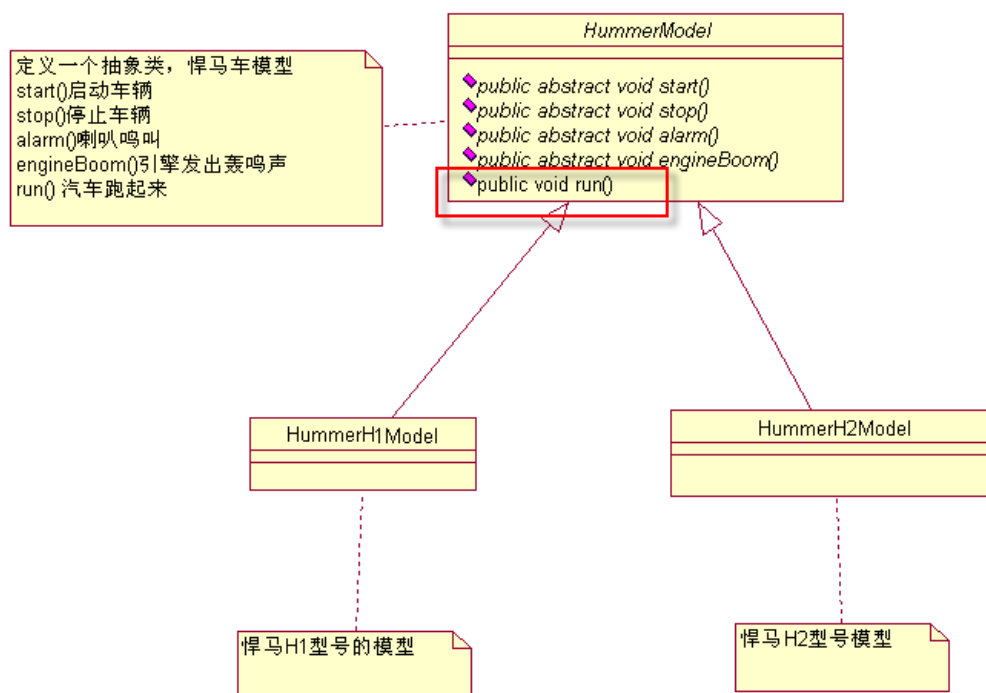 HummerModel
定义一个抽象类，悍马车模型
start()启动车辆
stop()停止车辆
alarm()喇叭鸣叫
engineBoom()引擎发出轰鸣声
run() 汽车跑起来
public abstract void start()
public abstract void stop()
public abstract void alarm()
public abstract void engineBoom()
public void run()
HummerH1Model
HummerH2Model
悍马H1型号的模型
悍马H2型号模型